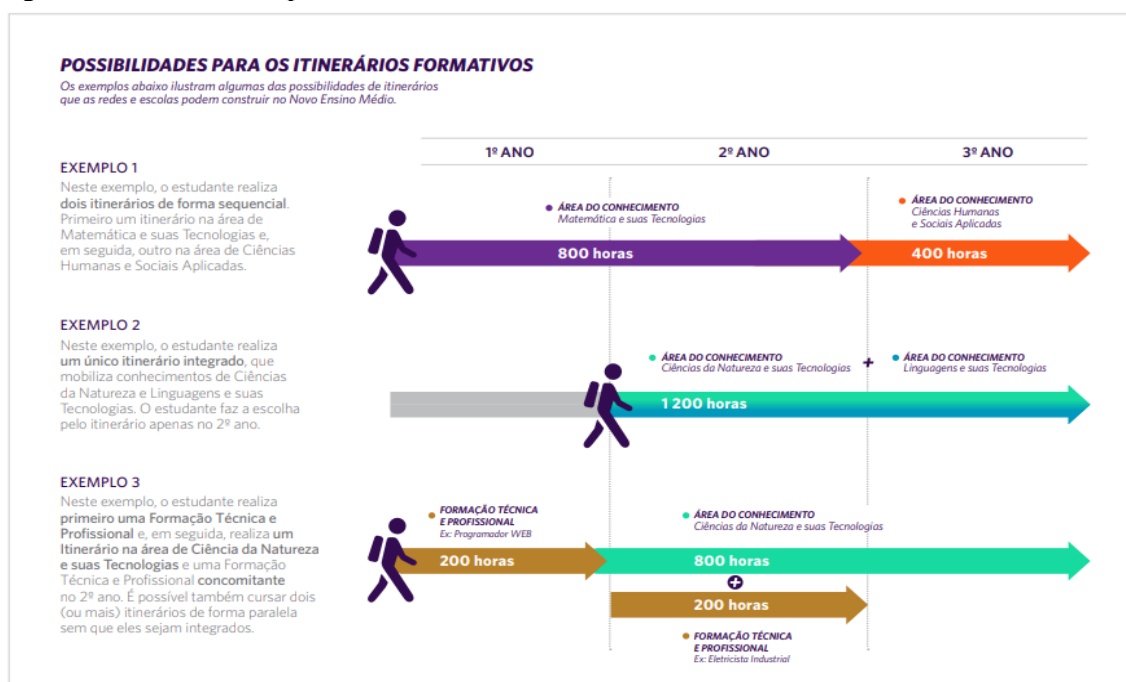 POSSIBILIDADES PARA OS ITINERÁRIOS FORMATIVOS
Os exemplos abaixo ilustram algumas das possibilidades de itinerários
que as redes e escolas podem construir no Novo Ensino Médio.
1º ANO
2º ANO
3º ANO
EXEMPLO 1
Neste exemplo, o estudante realiza
dois itinerários de forma sequencial.
Primeiro um itinerário na área de
Matemática e suas Tecnologias e,
em seguida, outro na área de Ciências
Humanas e Sociais Aplicadas.
ÁREA DO CONHECIMENTO
Matemática e suas Tecnologias
800 horas
ÁREA DO CONHECIMENTO
Ciências Humanas
e Sociais Aplicadas
400 horas
EXEMPLO 2
Neste exemplo, o estudante realiza
um único itinerário integrado, que
mobiliza conhecimentos de Ciências
da Natureza e Linguagens e suas
Tecnologias. O estudante faz a escolha
pelo itinerário apenas no 2º ano.
ÁREA DO CONHECIMENTO
Ciências da Natureza e suas Tecnologias
+
ÁREA DO CONHECIMENTO
Linguagens e suas Tecnologias
1 200 horas
EXEMPLO 3
Neste exemplo, o estudante realiza
primeiro uma Formação Técnica e
Profissional e, em seguida, realiza um
Itinerário na área de Ciência da Natureza
e suas Tecnologias e uma Formação
Técnica e Profissional concomitante
no 2º ano. É possível também cursar dois
(ou mais) itinerários de forma paralela
sem que eles sejam integrados.
FORMAÇÃO TÉCNICA
E PROFISSIONAL
Ex: Programador WEB
200 horas
ÁREA DO CONHECIMENTO
Ciências da Natureza e suas Tecnologias
800 horas
+
200 horas
FORMAÇÃO TÉCNICA
E PROFISSIONAL
Ex: Eletricista Industrial